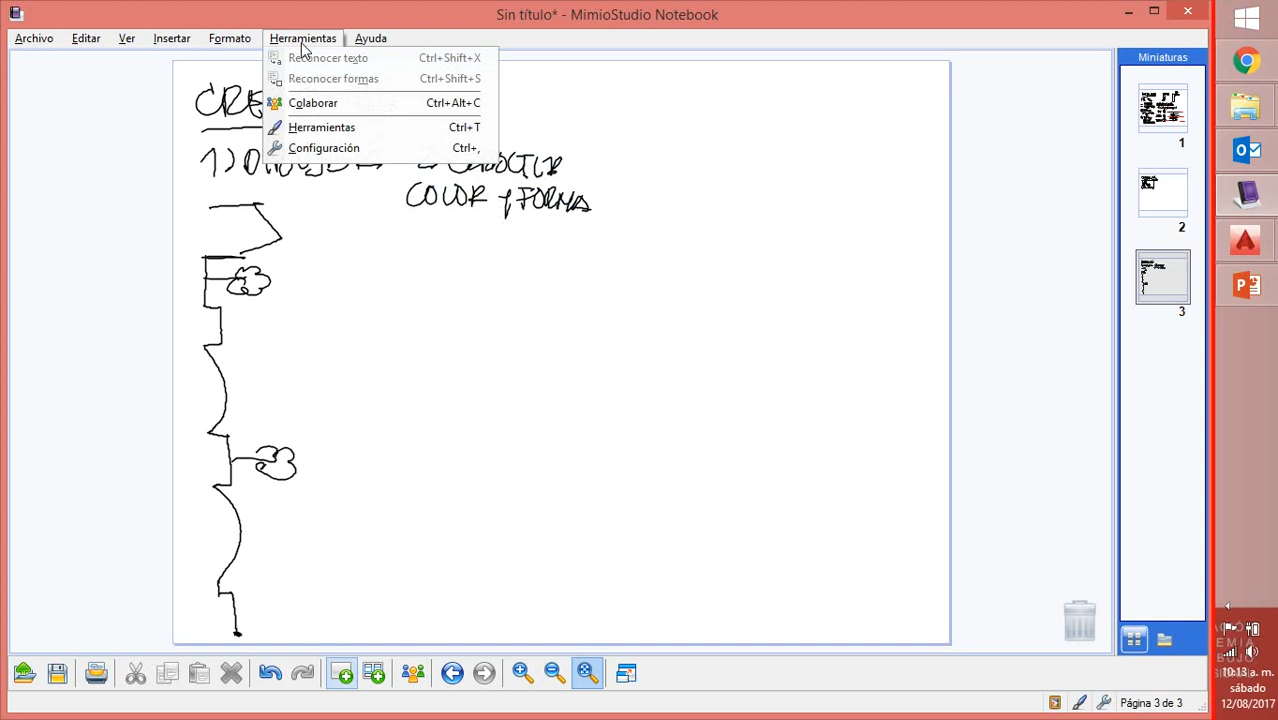 Sin título* - MimioStudio Notebook
Archivo Editar Ver Insertar Formato Herramientas Ayuda
Reconocer texto Ctrl+Shift+X
Reconocer formas Ctrl+Shift+S
Colaborar Ctrl+Alt+C
Herramientas Ctrl+T
Configuración Ctrl+,
CRE
1)
COLOR y FORMA
Miniaturas
1
2
3
10:13 a. m.
sábado
12/08/2017
Página 3 de 3